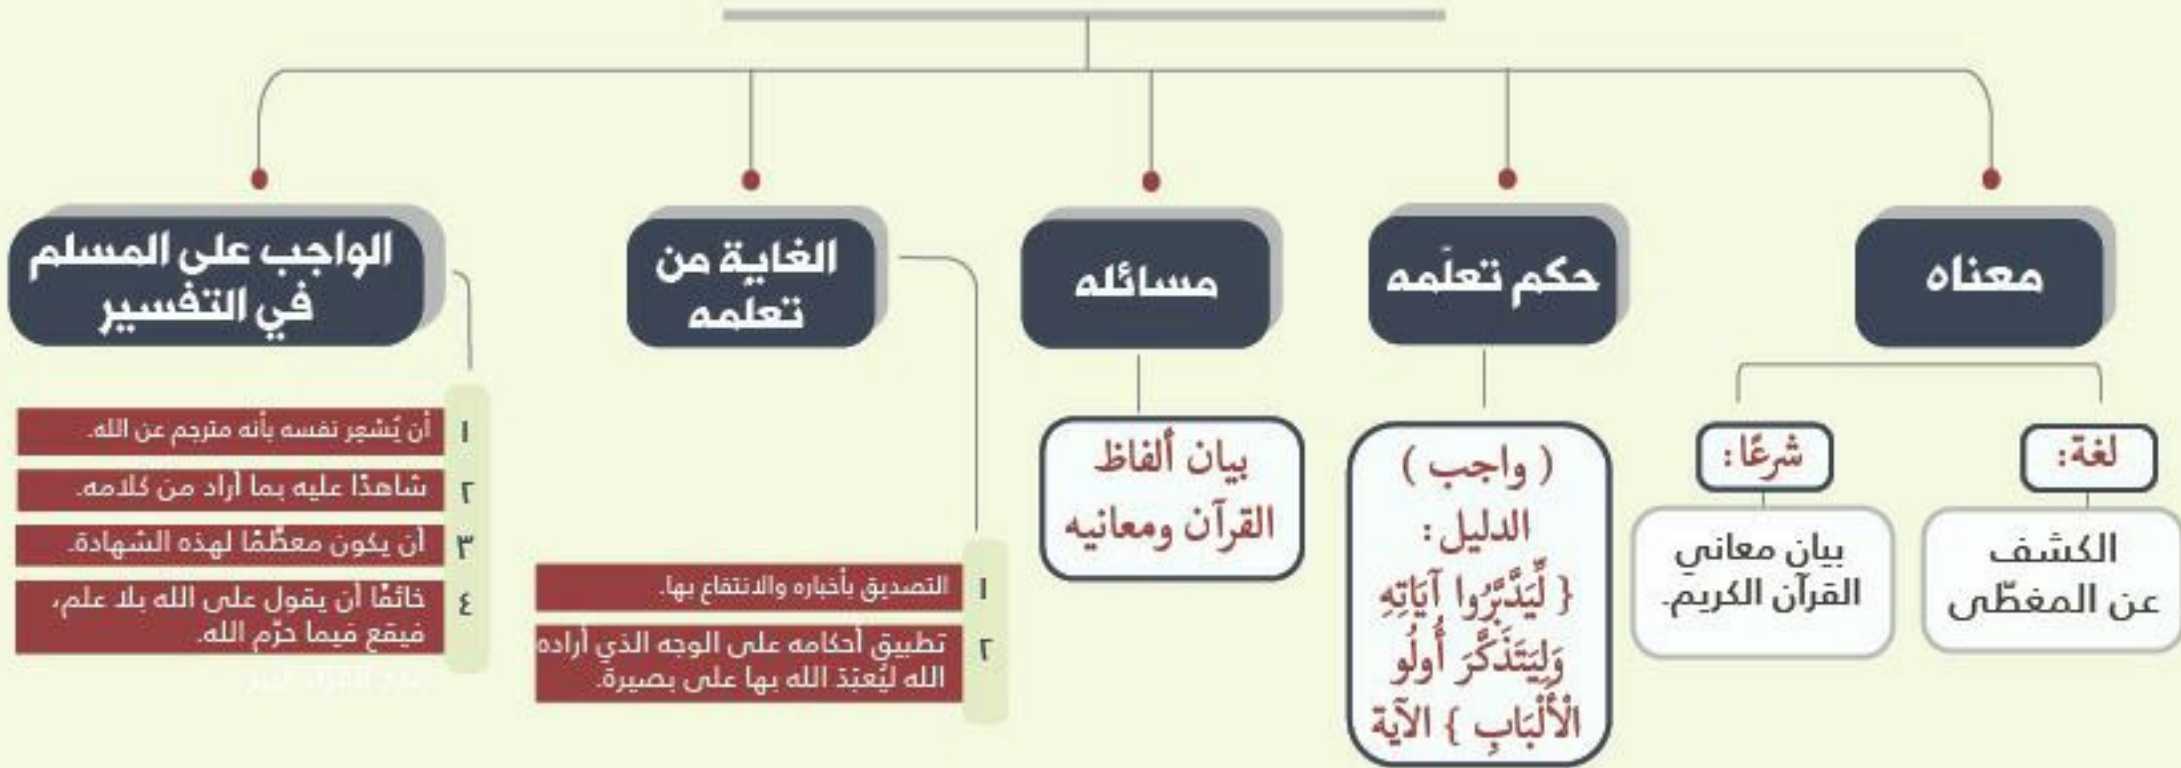 معناه
لغة:
الكشف
عن المغطّى
شرعًا:
بيان معاني
القرآن الكريم.
حكم تعلّمه
( واجب )
الدليل:
{ لِّيَدَّبَّرُوا آيَاتِهِ
وَلِيَتَذَكَّرَ أُولُو
الْأَلْبَابِ } الآية
مسائله
بيان ألفاظ
القرآن ومعانيه
الغاية من
تعلمه
١ التصديق بأخباره والانتفاع بها.
٢ تطبيق أحكامه على الوجه الذي أراده
الله ليُعبَدَ الله بها على بصيرة.
الواجب على المسلم
في التفسير
١ أن يُشعِر نفسه بأنه مترجم عن الله.
٢ شاهدًا عليه بما أراد من كلامه.
٣ أن يكون معظّمًا لهذه الشهادة.
٤ خائفًا أن يقول على الله بلا علم،
فيقع فيما حرّم الله.